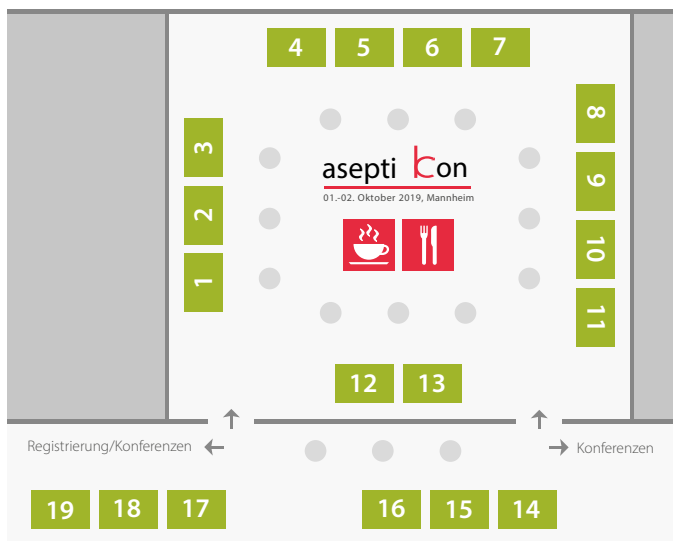 4 5 6 7
8
3
asepti kon
9
01.-02. Oktober 2019, Mannheim
2
10
1
11
12 13
Registrierung/Konferenzen
Konferenzen
19 18 17 16 15 14